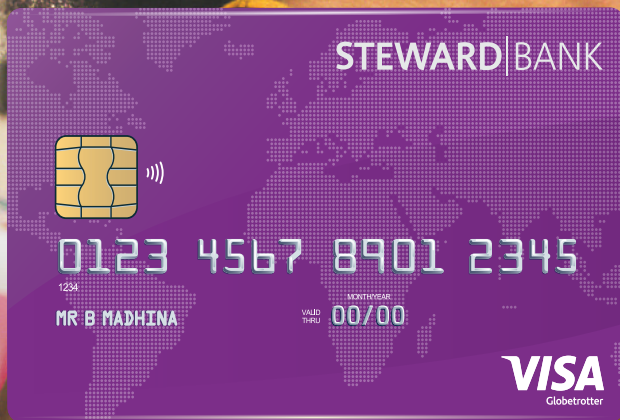 STEWARD|BANK
0123 4567 8901 2345
1234
MONTH/YEAR
VALID
THRU 00/00
MR B MADHINA
VISA
Globetrotter